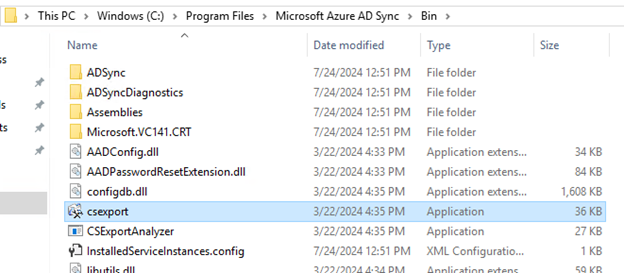 This PC > Windows (C:) > Program Files > Microsoft Azure AD Sync > Bin >
Name Date modified Type Size
ss
ADSync 7/24/2024 12:51 PM File folder
ADSyncDiagnostics 7/24/2024 12:51 PM File folder
ds
Assemblies 7/24/2024 12:51 PM File folder
ts
Microsoft.VC141.CRT 7/24/2024 12:51 PM File folder
AADConfig.dll 3/22/2024 4:33 PM Application extens... 34 KB
AADPasswordResetExtension.dll 3/22/2024 4:33 PM Application extens... 84 KB
configdb.dll 3/22/2024 4:35 PM Application extens... 1,608 KB
csexport 3/22/2024 4:35 PM Application 36 KB
CSExportAnalyzer 3/22/2024 4:35 PM Application 27 KB
InstalledServiceInstances.config 7/24/2024 12:51 PM XML Configuratio... 1 KB
libutils.dll 3/22/2024 4:34 PM Application extens... 59 KB